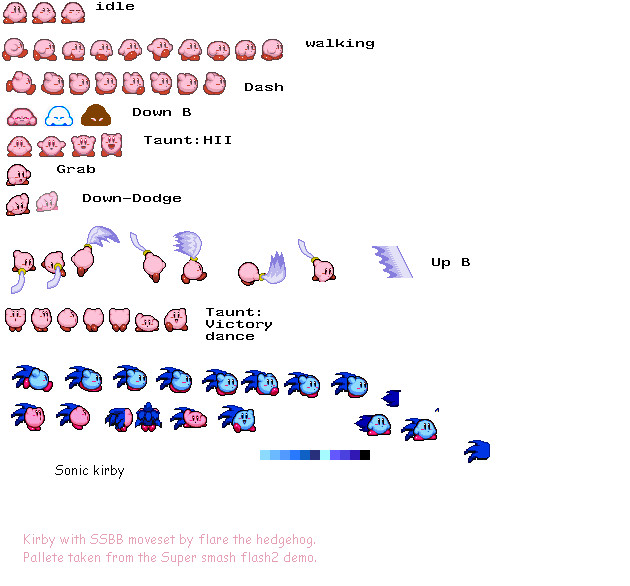 idle
walking
Dash
Down B
Taunt:HII
Grab
Down-Dodge
Up B
Taunt:
Victory
dance
Sonic kirby
Kirby with SSBB moveset by flare the hedgehog.
Pallete taken from the Super smash flash2 demo.